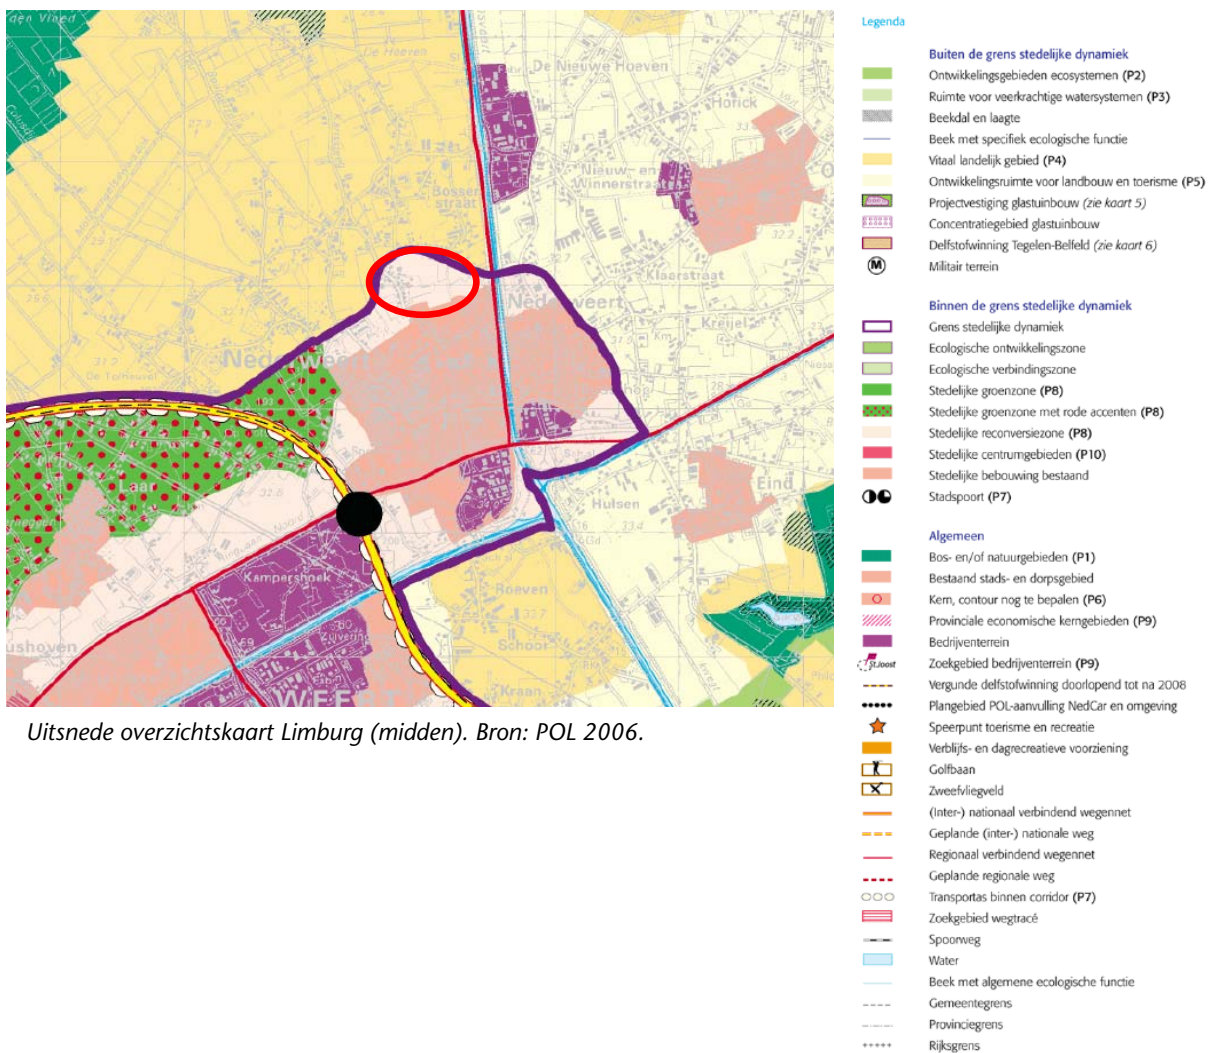 den Vloed
De Hoeven
De Nieuwe Hoeven
Horick
Nieuw- en
Winnerstraat
Bossen
straat
Klaarstraat
Nederweert
Kreijel
Nederweert
Laar
Eind
Hulsen
Kampershoek
Roeven
Schoor
Kraan
ushoven
WEERT
Uitsnede overzichtskaart Limburg (midden). Bron: POL 2006.
Legenda
Buiten de grens stedelijke dynamiek
Ontwikkelingsgebieden ecosystemen (P2)
Ruimte voor veerkrachtige watersystemen (P3)
Beekdal en laagte
Beek met specifiek ecologische functie
Vitaal landelijk gebied (P4)
Ontwikkelingsruimte voor landbouw en toerisme (P5)
Projectvestiging glastuinbouw (zie kaart 5)
Concentratiegebied glastuinbouw
Delfstofwinning Tegelen-Belfeld (zie kaart 6)
M Militair terrein
Binnen de grens stedelijke dynamiek
Grens stedelijke dynamiek
Ecologische ontwikkelingszone
Ecologische verbindingszone
Stedelijke groenzone (P8)
Stedelijke groenzone met rode accenten (P8)
Stedelijke reconversiezone (P8)
Stedelijke centrumgebieden (P10)
Stedelijke bebouwing bestaand
Stadspoort (P7)
Algemeen
Bos- en/of natuurgebieden (P1)
Bestaand stads- en dorpsgebied
Kern, contour nog te bepalen (P6)
Provinciale economische kerngebieden (P9)
Bedrijventerrein
St.Joost Zoekgebied bedrijventerrein (P9)
Vergunde delfstofwinning doorlopend tot na 2008
Plangebied POL-aanvulling NedCar en omgeving
Speerpunt toerisme en recreatie
Verblijfs- en dagrecreatieve voorziening
Golfbaan
Zweefvliegveld
(Inter-) nationaal verbindend wegennet
Geplande (inter-) nationale weg
Regionaal verbindend wegennet
Geplande regionale weg
Transportas binnen corridor (P7)
Zoekgebied wegtracé
Spoorweg
Water
Beek met algemene ecologische functie
Gemeentegrens
Provinciegrens
Rijksgrens